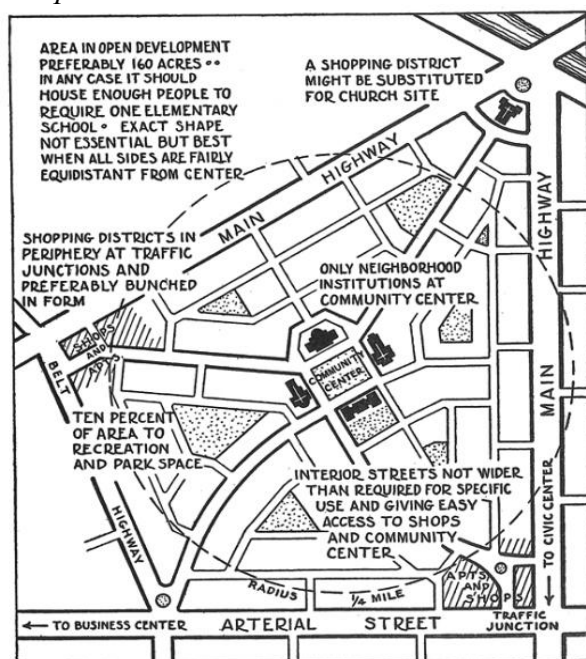 AREA IN OPEN DEVELOPMENT
PREFERABLY 160 ACRES ••
IN ANY CASE IT SHOULD
HOUSE ENOUGH PEOPLE TO
REQUIRE ONE ELEMENTARY
SCHOOL • EXACT SHAPE
NOT ESSENTIAL BUT BEST
WHEN ALL SIDES ARE FAIRLY
EQUIDISTANT FROM CENTER
A SHOPPING DISTRICT
MIGHT BE SUBSTITUTED
FOR CHURCH SITE
MAIN HIGHWAY
HIGHWAY
MAIN
SHOPPING DISTRICTS IN
PERIPHERY AT TRAFFIC
JUNCTIONS AND
PREFERABLY BUNCHED
IN FORM
ONLY NEIGHBORHOOD
INSTITUTIONS AT
COMMUNITY CENTER
SHOPS
AND
APTS
BELT
HIGHWAY
COMMUNITY
CENTER
TEN PERCENT
OF AREA TO
RECREATION
AND PARK SPACE
INTERIOR STREETS NOT WIDER
THAN REQUIRED FOR SPECIFIC
USE AND GIVING EASY
ACCESS TO SHOPS
AND COMMUNITY
CENTER
TO CIVIC CENTER
RADIUS 1/4 MILE
APTS
AND
SHOPS
TRAFFIC
JUNCTION
← TO BUSINESS CENTER
ARTERIAL STREET